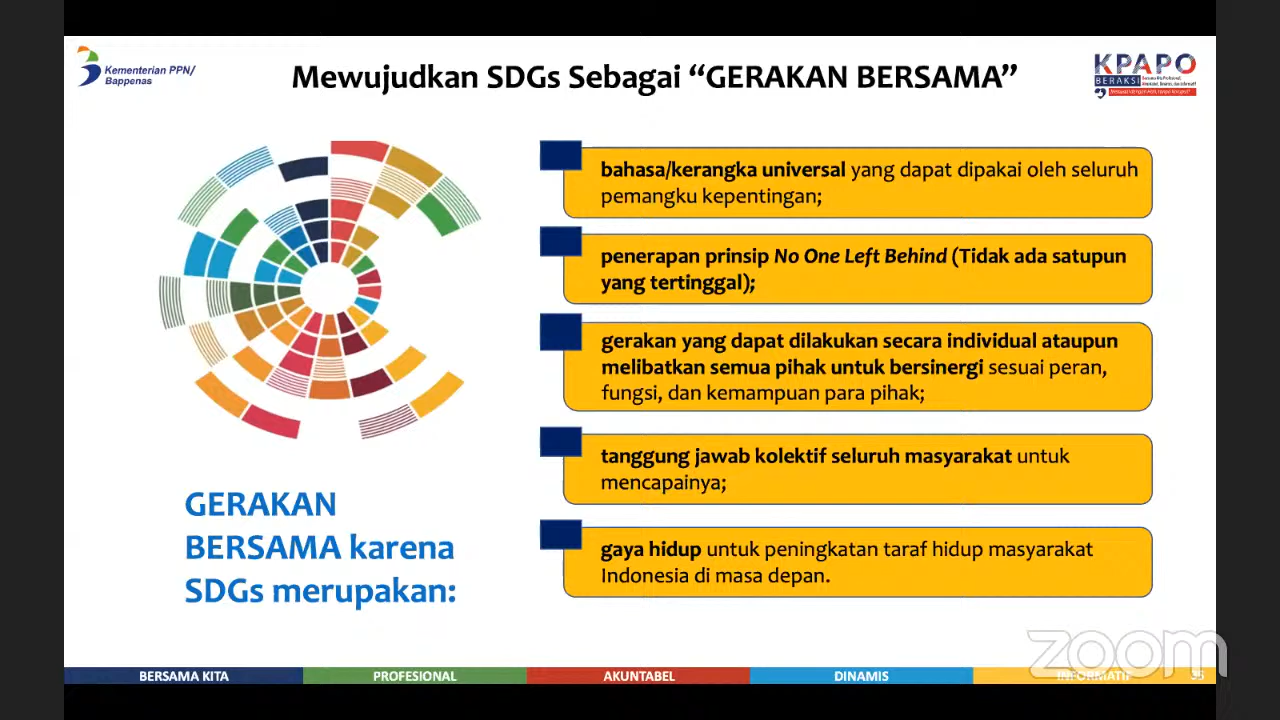 Kementerian PPN/
Bappenas
Mewujudkan SDGs Sebagai “GERAKAN BERSAMA”
KPAPO
BERAKSI
bahasa/kerangka universal yang dapat dipakai oleh seluruh
pemangku kepentingan;
penerapan prinsip No One Left Behind (Tidak ada satupun
yang tertinggal);
gerakan yang dapat dilakukan secara individual ataupun
melibatkan semua pihak untuk bersinergi sesuai peran,
fungsi, dan kemampuan para pihak;
tanggung jawab kolektif seluruh masyarakat untuk
mencapainya;
gaya hidup untuk peningkatan taraf hidup masyarakat
Indonesia di masa depan.
GERAKAN
BERSAMA karena
SDGs merupakan:
zoom
BERSAMA KITA
PROFESIONAL
AKUNTABEL
DINAMIS
INFORMATIF